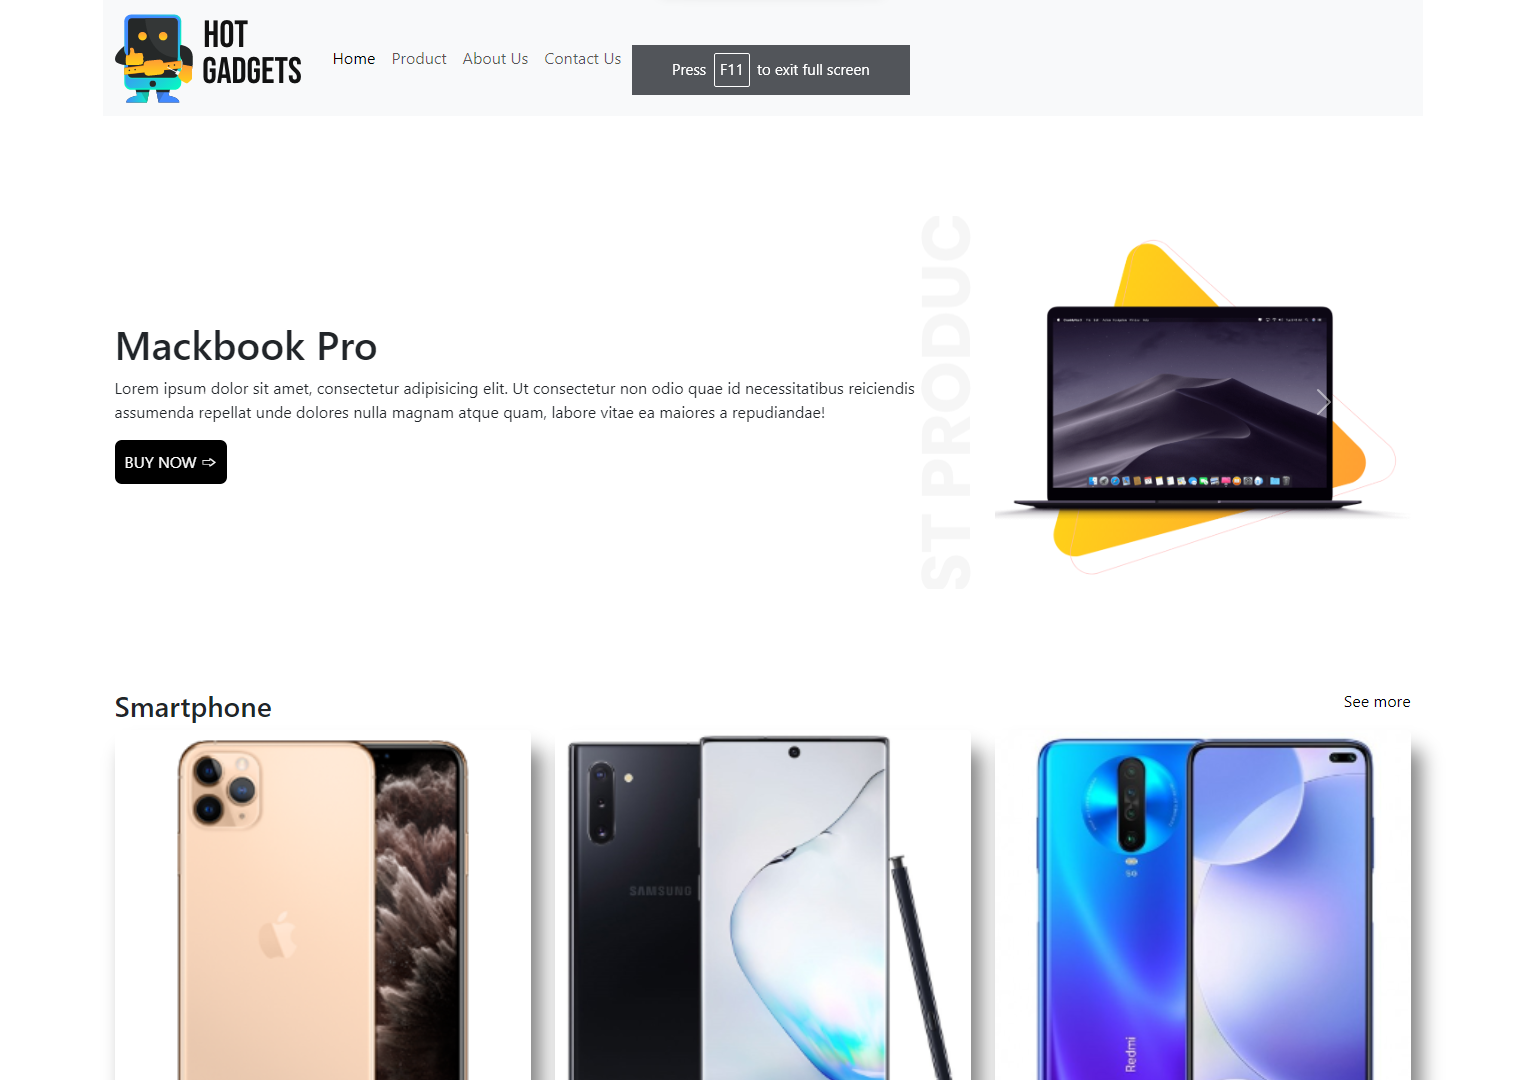 HOT
GADGETS
Home Product About Us Contact Us
Press F11 to exit full screen
ST PRODUC
Mackbook Pro
Lorem ipsum dolor sit amet, consectetur adipisicing elit. Ut consectetur non odio quae id necessitatibus reiciendis
assumenda repellat unde dolores nulla magnam atque quam, labore vitae ea maiores a repudiandae!
BUY NOW ➩
Smartphone
See more
SAMSUNG
5G
Redmi